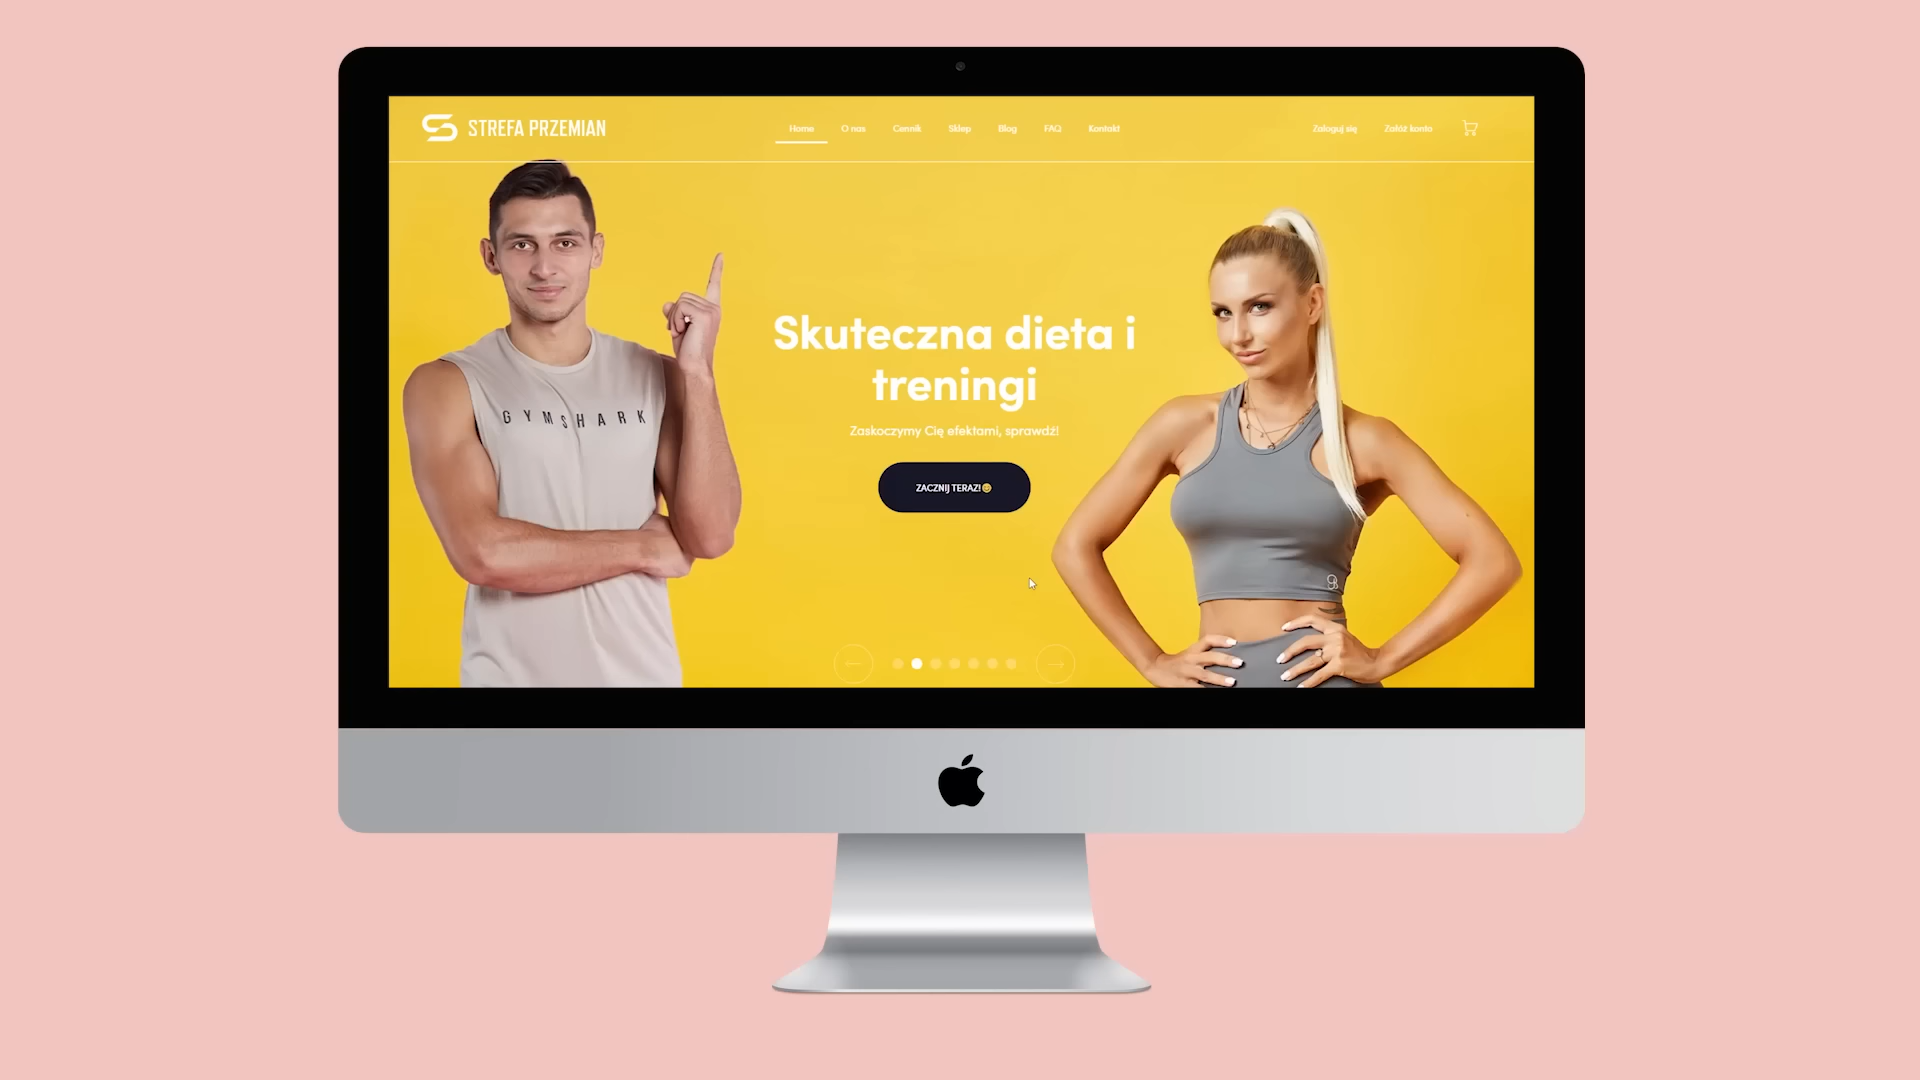 STREFA PRZEMIAN
Home O nas Cennik Sklep Blog FAQ Kontakt
Zaloguj się Załóż konto
Skuteczna dieta i
treningi
Zaskoczymy Cię efektami, sprawdź!
ZACZNIJ TERAZ!😊
GYMSHARK